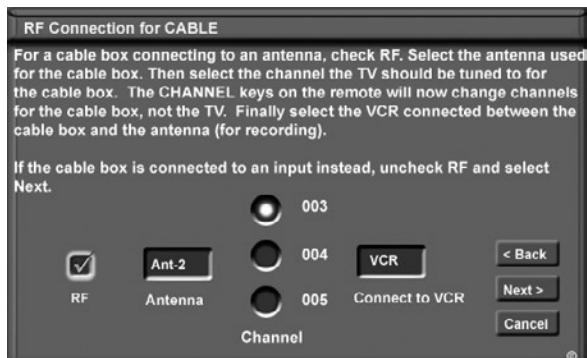 RF Connection for CABLE
For a cable box connecting to an antenna, check RF. Select the antenna used
for the cable box. Then select the channel the TV should be tuned to for
the cable box. The CHANNEL keys on the remote will now change channels
for the cable box, not the TV. Finally select the VCR connected between the
cable box and the antenna (for recording).
If the cable box is connected to an input instead, uncheck RF and select
Next.
003
004
005
Channel
RF
Ant-2
Antenna
VCR
Connect to VCR
< Back
Next >
Cancel